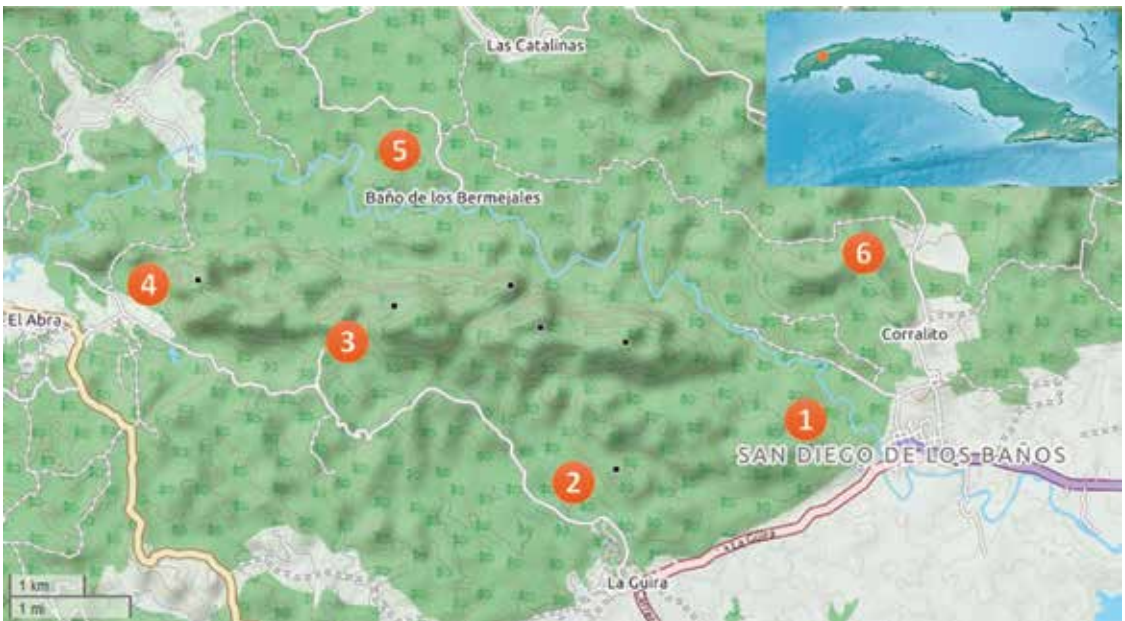 Las Catalinas
5
Baño de los Bermejales
6
4
El Abra
3
Corralito
1
SAN DIEGO DE LOS BAÑOS
2
La Güira
La Güira
1 km
1 mi